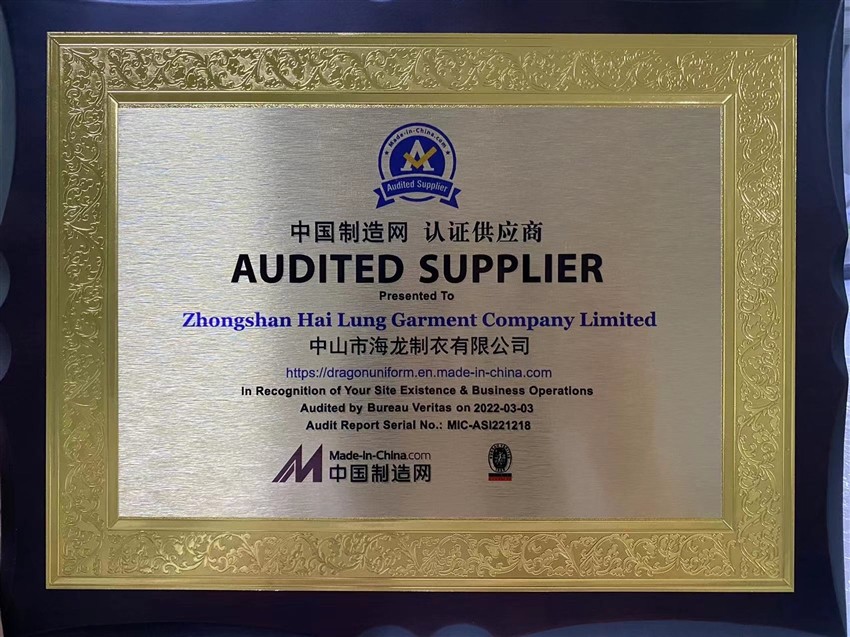 Made-in-China.com
A
Audited Supplier
中国制造网 认证供应商
AUDITED SUPPLIER
Presented To
Zhongshan Hai Lung Garment Company Limited
中山市海龙制衣有限公司
https://dragonuniform.en.made-in-china.com
in Recognition of Your Site Existence & Business Operations
Audited by Bureau Veritas on 2022-03-03
Audit Report Serial No.: MIC-ASI221218
Made-in-China.com
中国制造网